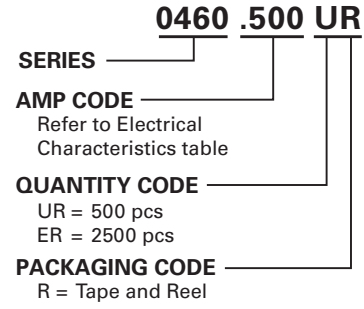 0460 .500 UR
SERIES
AMP CODE
Refer to Electrical
Characteristics table
QUANTITY CODE
UR = 500 pcs
ER = 2500 pcs
PACKAGING CODE
R = Tape and Reel